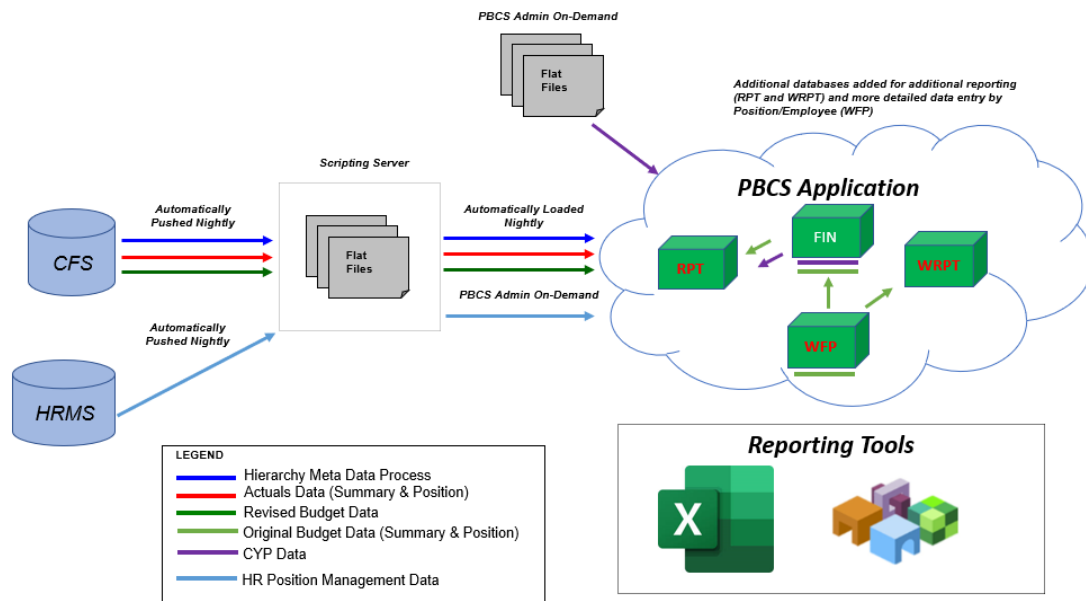 PBCS Admin On-Demand
Flat
Files
Additional databases added for additional reporting
(RPT and WRPT) and more detailed data entry by
Position/Employee (WFP)
Scripting Server
PBCS Application
Automatically
Pushed Nightly
Automatically Loaded
Nightly
CFS
Flat
Files
FIN
RPT
WRPT
PBCS Admin On-Demand
Automatically
Pushed Nightly
WFP
HRMS
LEGEND
Hierarchy Meta Data Process
Actuals Data (Summary & Position)
Revised Budget Data
Original Budget Data (Summary & Position)
CYP Data
HR Position Management Data
Reporting Tools
X